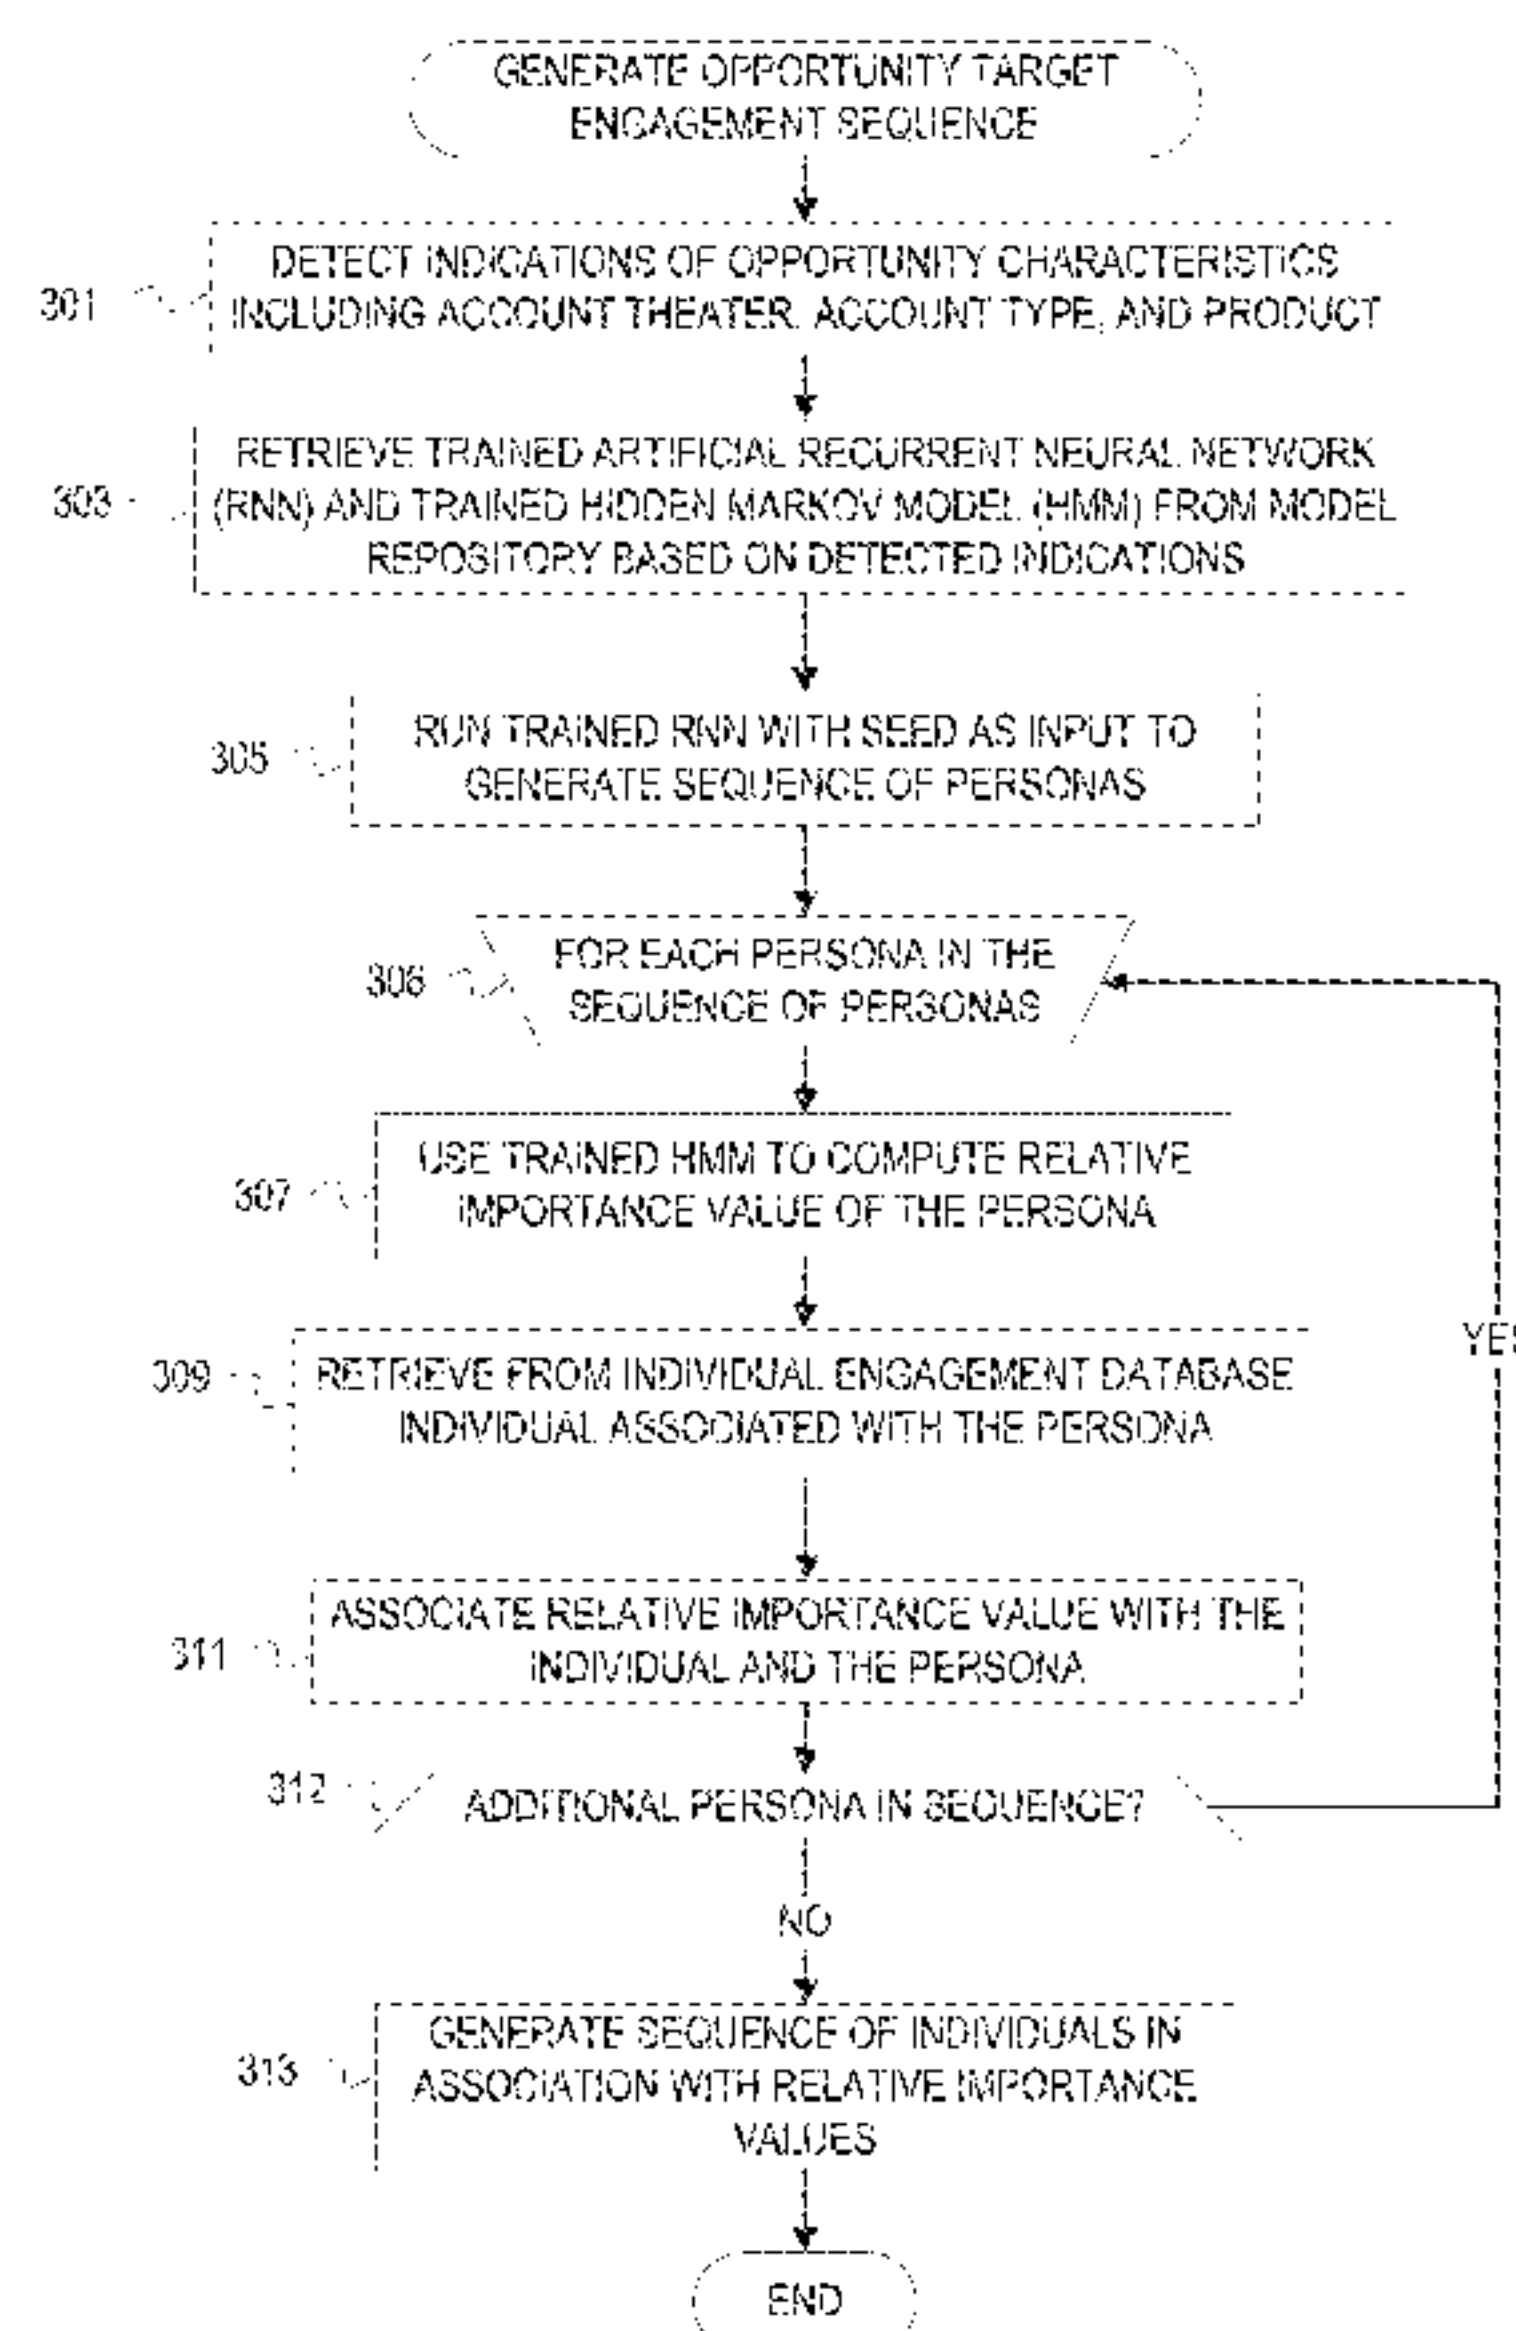 GENERATE OPPORTUNITY TARGET
ENGAGEMENT SEQUENCE
301
DETECT INDICATIONS OF OPPORTUNITY CHARACTERISTICS
INCLUDING ACCOUNT THEATER, ACCOUNT TYPE, AND PRODUCT
303
RETRIEVE TRAINED ARTIFICIAL RECURRENT NEURAL NETWORK
(RNN) AND TRAINED HIDDEN MARKOV MODEL (HMM) FROM MODEL
REPOSITORY BASED ON DETECTED INDICATIONS
305
RUN TRAINED RNN WITH SEED AS INPUT TO
GENERATE SEQUENCE OF PERSONAS
306
FOR EACH PERSONA IN THE
SEQUENCE OF PERSONAS
307
USE TRAINED HMM TO COMPUTE RELATIVE
IMPORTANCE VALUE OF THE PERSONA
YES
309
RETRIEVE FROM INDIVIDUAL ENGAGEMENT DATABASE
INDIVIDUAL ASSOCIATED WITH THE PERSONA
311
ASSOCIATE RELATIVE IMPORTANCE VALUE WITH THE
INDIVIDUAL AND THE PERSONA
312
ADDITIONAL PERSONA IN SEQUENCE?
NO
313
GENERATE SEQUENCE OF INDIVIDUALS IN
ASSOCIATION WITH RELATIVE IMPORTANCE
VALUES
END